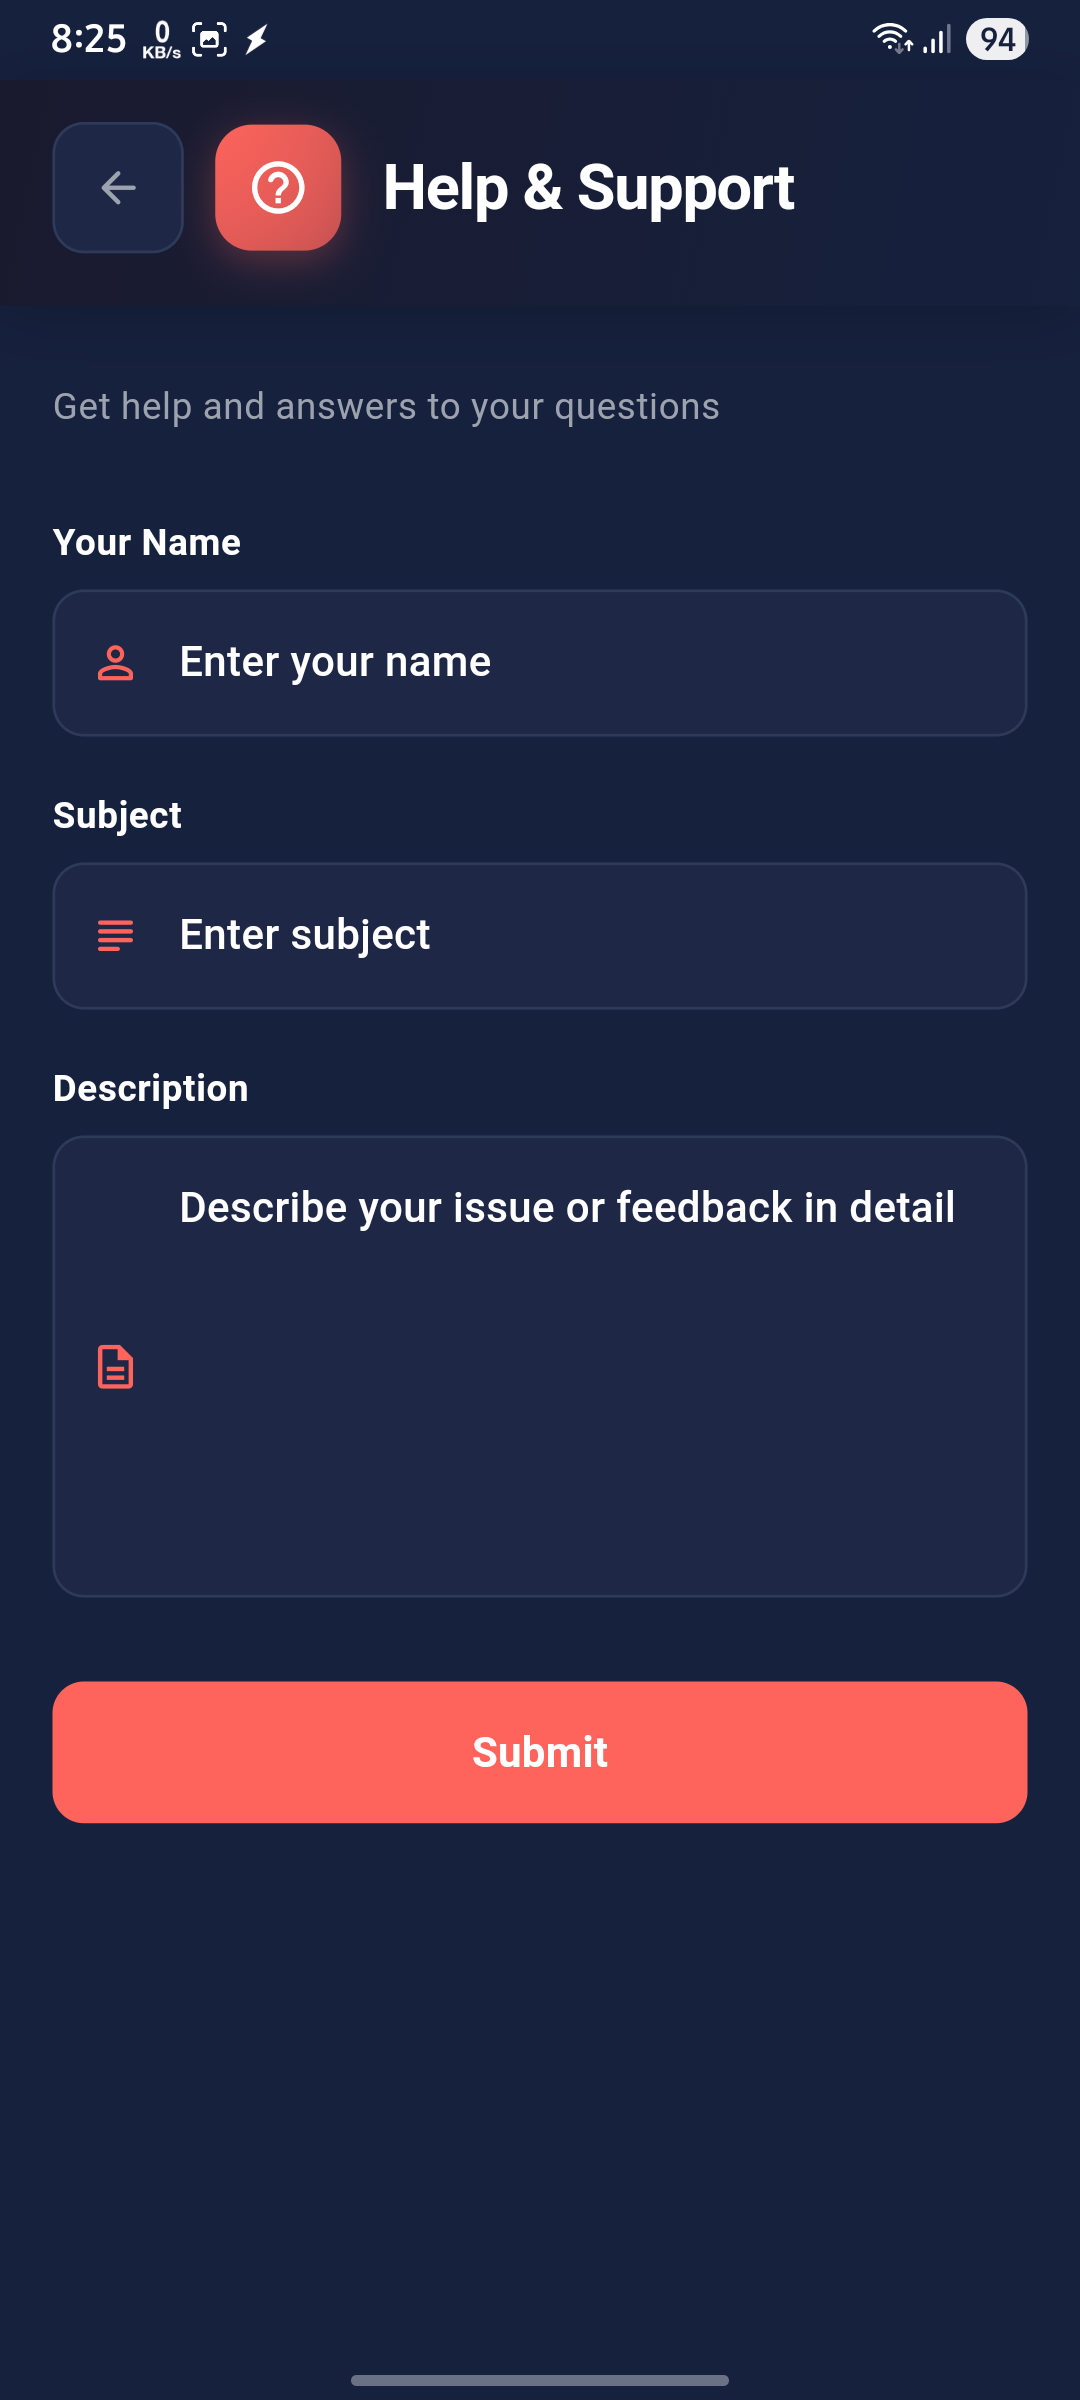 8:25
0
KB/s
94
Help & Support
Get help and answers to your questions
Your Name
Enter your name
Subject
Enter subject
Description
Describe your issue or feedback in detail
Submit